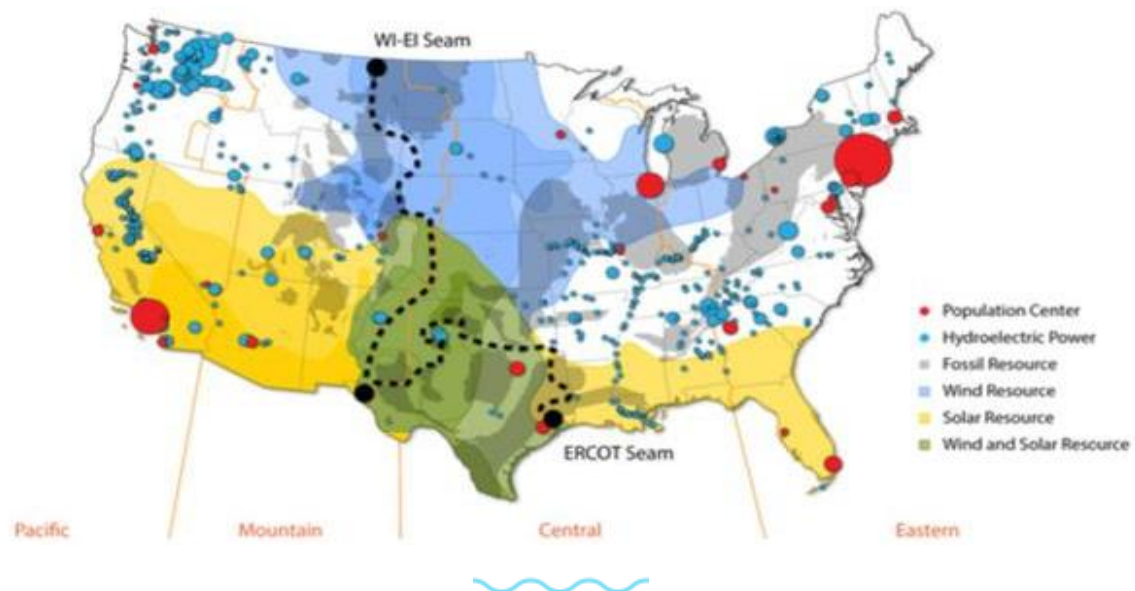 WI-EI Seam
Population Center
Hydroelectric Power
Fossil Resource
Wind Resource
Solar Resource
Wind and Solar Resource
ERCOT Seam
Pacific
Mountain
Central
Eastern